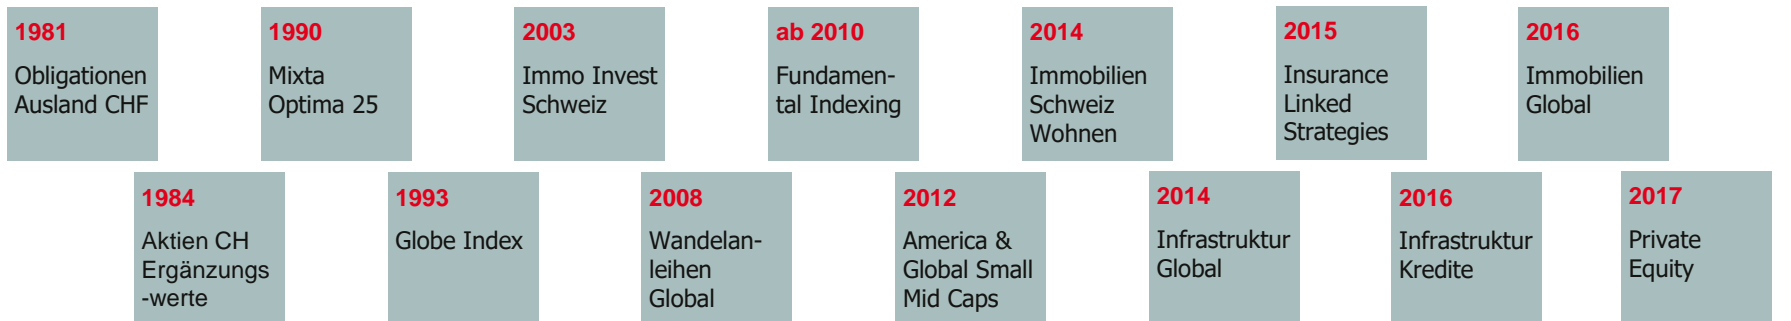 1981
Obligationen
Ausland CHF
1984
Aktien CH
Ergänzungs
-werte
1990
Mixta
Optima 25
1993
Globe Index
2003
Immo Invest
Schweiz
2008
Wandelan-
leihen
Global
ab 2010
Fundamen-
tal Indexing
2012
America &
Global Small
Mid Caps
2014
Immobilien
Schweiz
Wohnen
2014
Infrastruktur
Global
2015
Insurance
Linked
Strategies
2016
Infrastruktur
Kredite
2016
Immobilien
Global
2017
Private
Equity